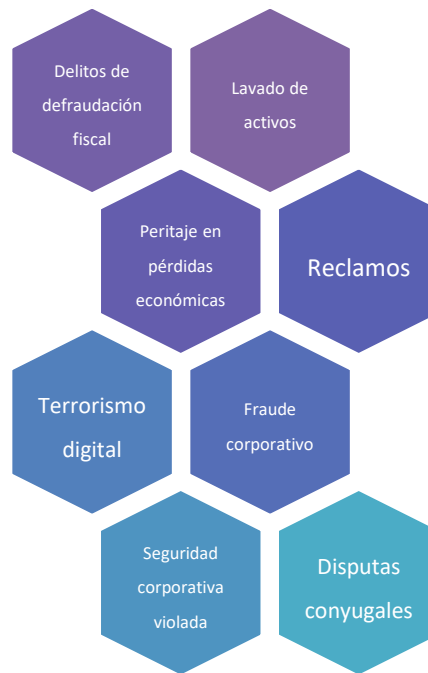 Delitos de
defraudación
fiscal
Lavado de
activos
Peritaje en
pérdidas
económicas
Reclamos
Terrorismo
digital
Fraude
corporativo
Seguridad
corporativa
violada
Disputas
conyugales